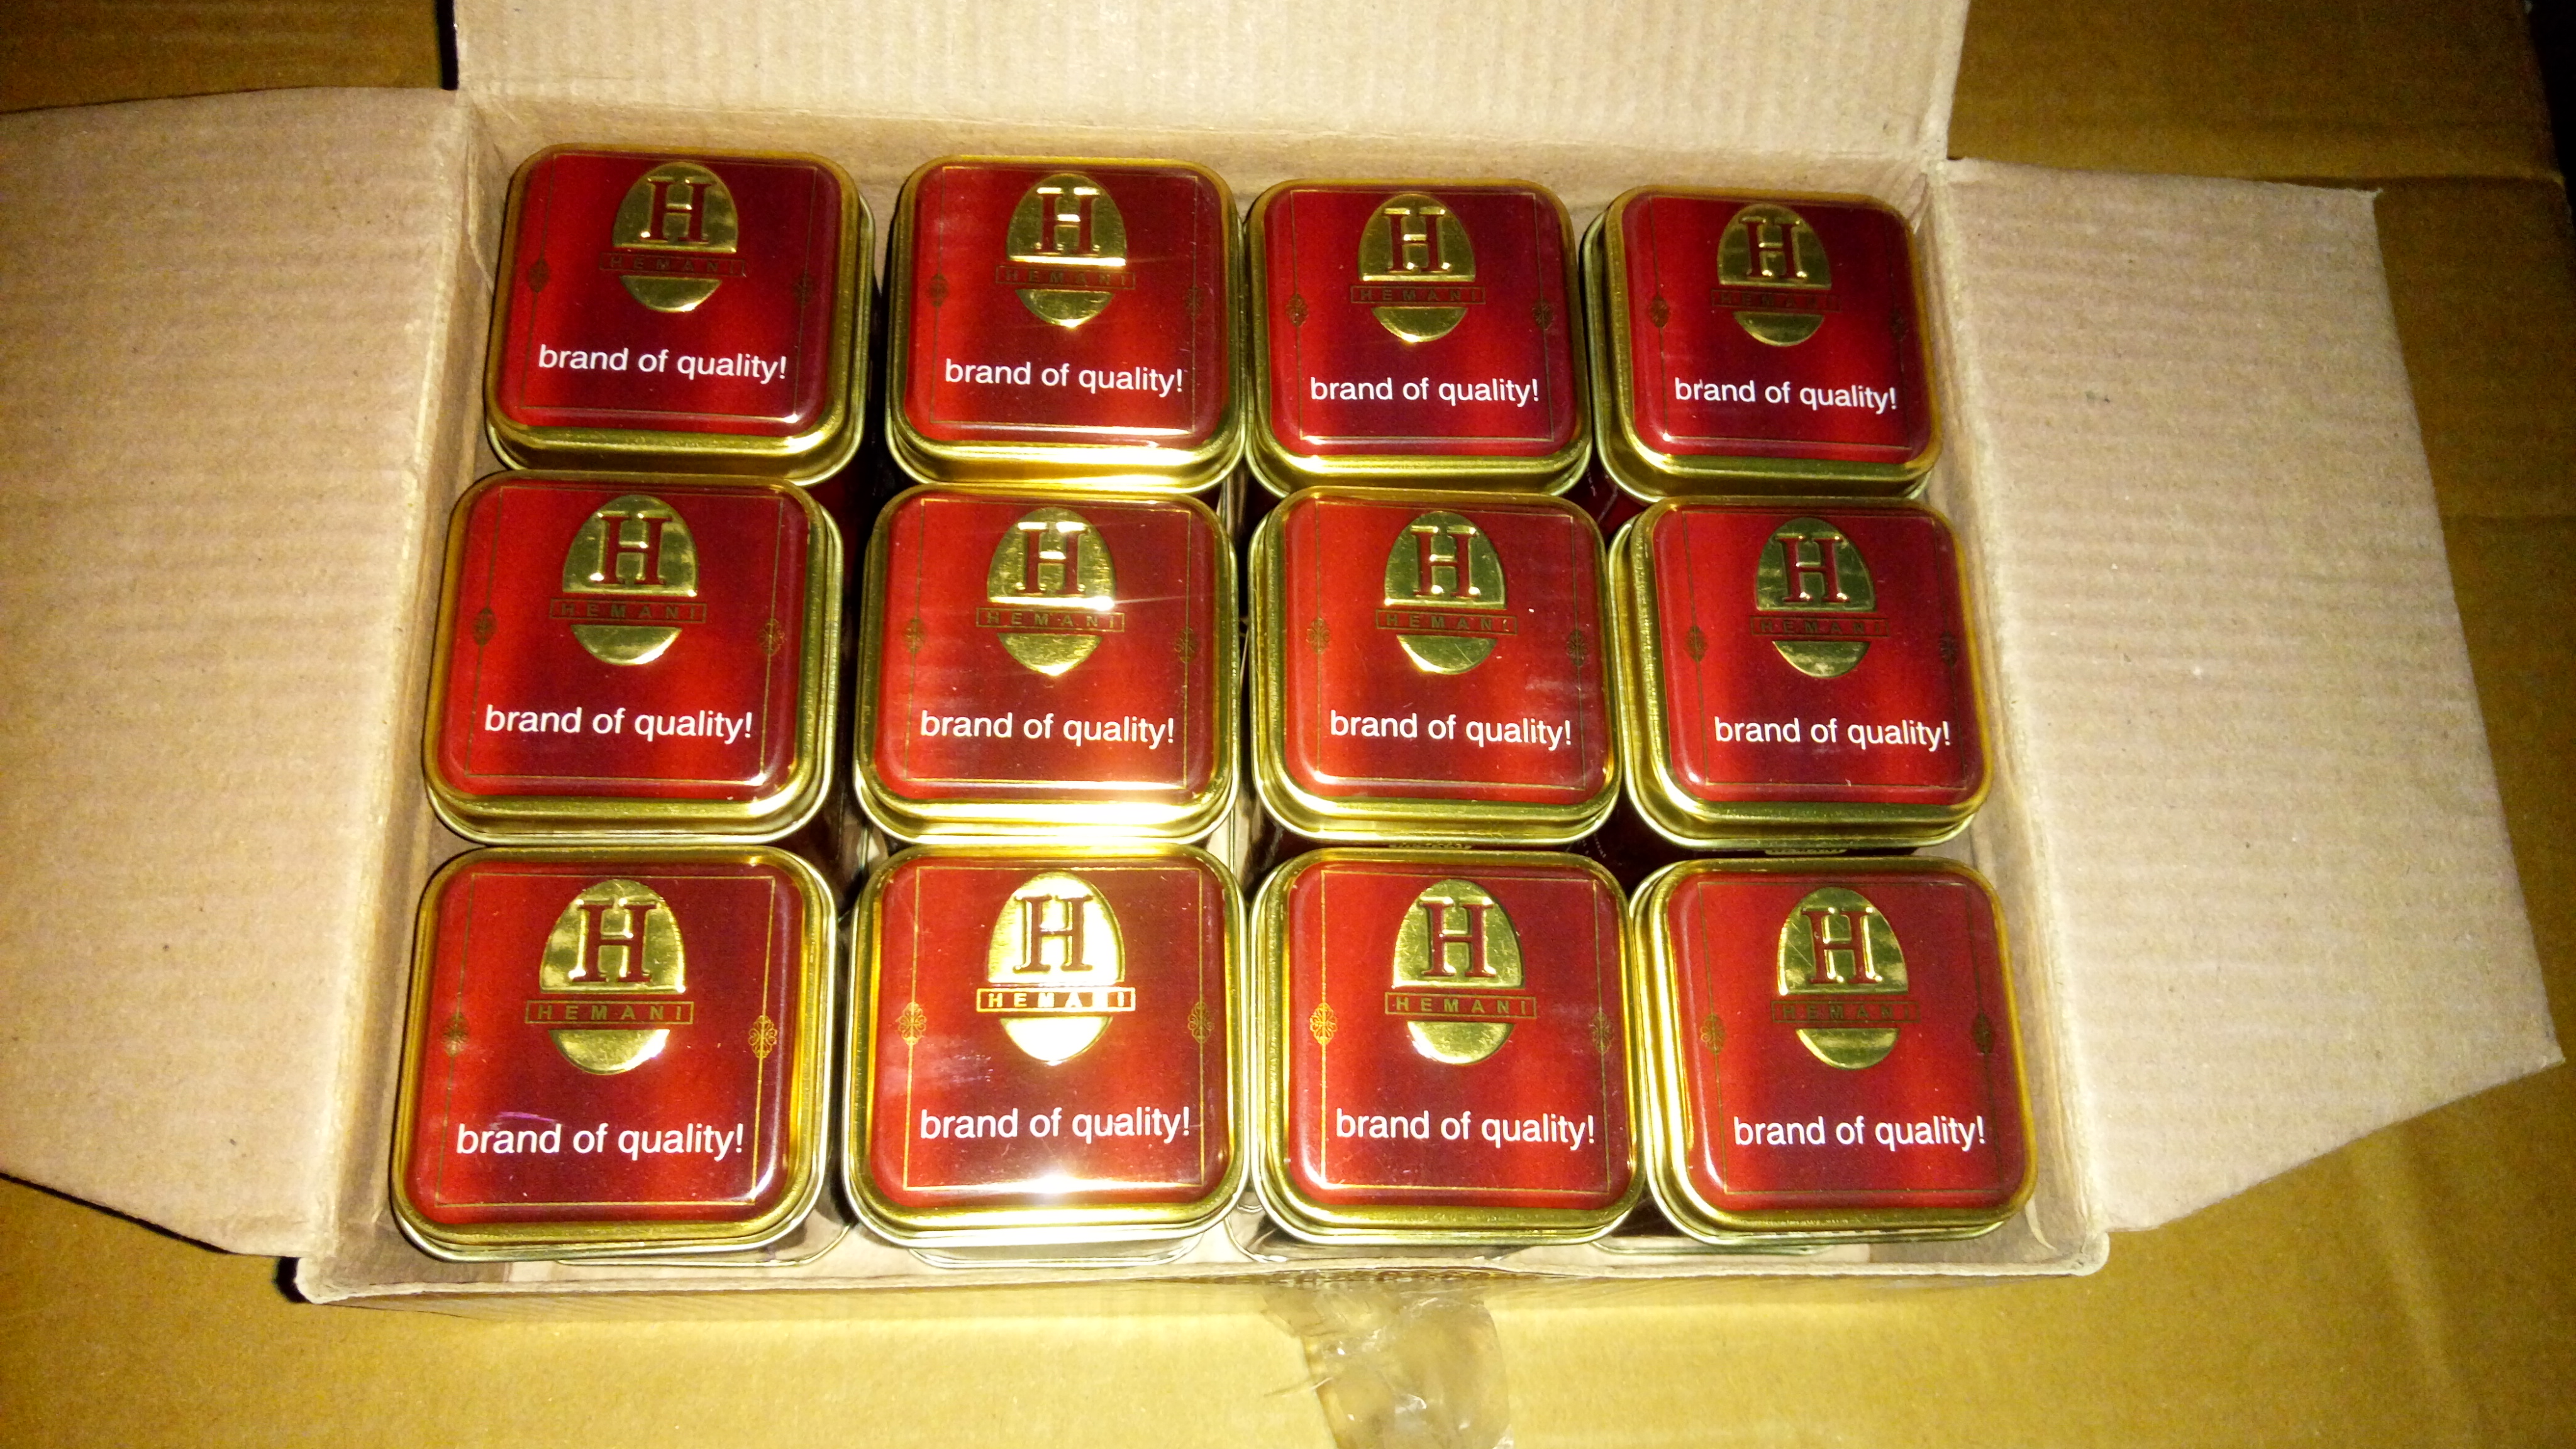 H
HEMANI
brand of quality!
H
HEMANI
brand of quality!
H
HEMANI
brand of quality!
H
HEMANI
brand of quality!
H
HEMANI
brand of quality!
H
HEMANI
brand of quality!
H
HEMANI
brand of quality!
H
HEMANI
brand of quality!
H
HEMANI
brand of quality!
H
HEMANI
brand of quality!
H
HEMANI
brand of quality!
H
HEMANI
brand of quality!